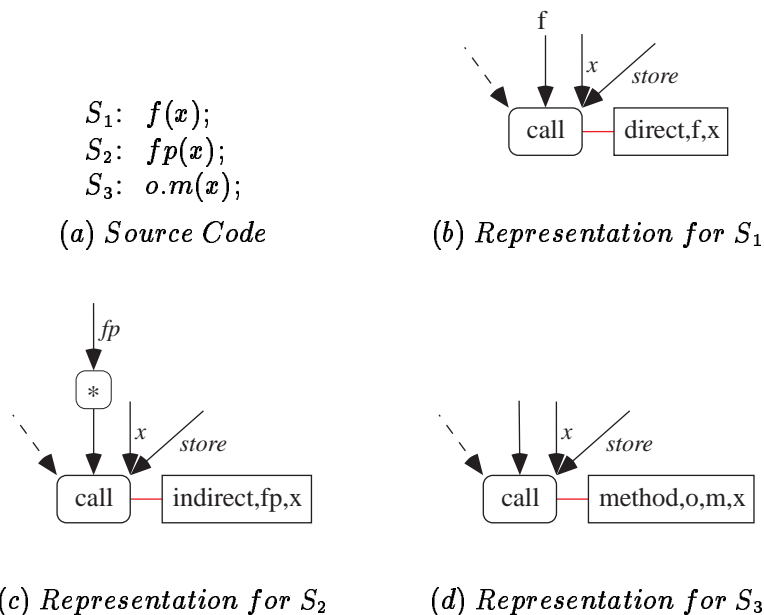 S₁: f(x);
S₂: fp(x);
S₃: o.m(x);
(a) Source Code
f
x
store
call
direct,f,x
(b) Representation for S₁
fp
*
x
store
call
indirect,fp,x
(c) Representation for S₂
x
store
call
method,o,m,x
(d) Representation for S₃